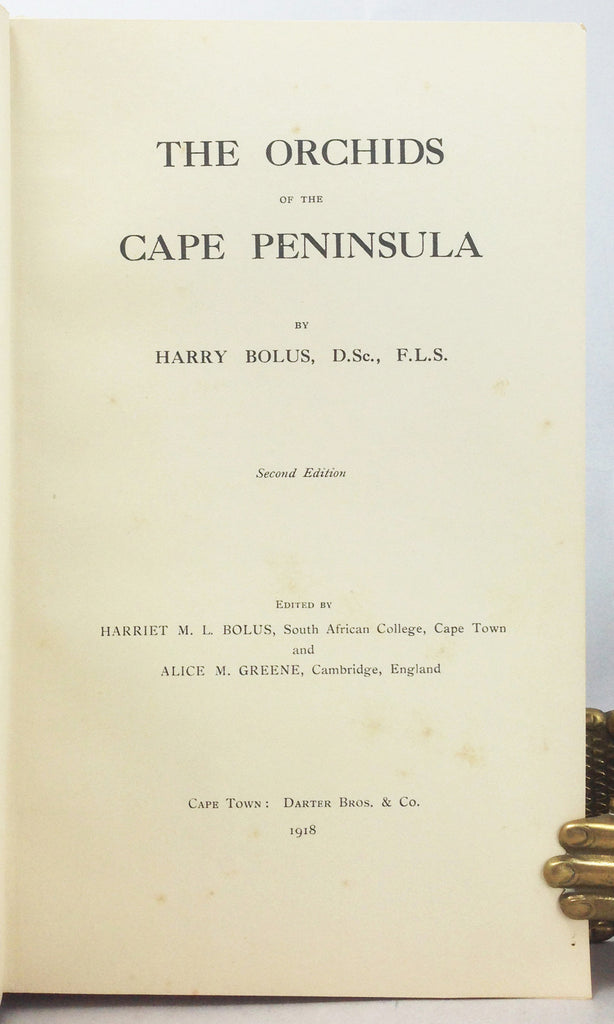 THE ORCHIDS
OF THE
CAPE PENINSULA
BY
HARRY BOLUS, D.Sc., F.L.S.
Second Edition
EDITED BY
HARRIET M. L. BOLUS, South African College, Cape Town
and
ALICE M. GREENE, Cambridge, England
CAPE TOWN: DARTER BROS. & CO.
1918